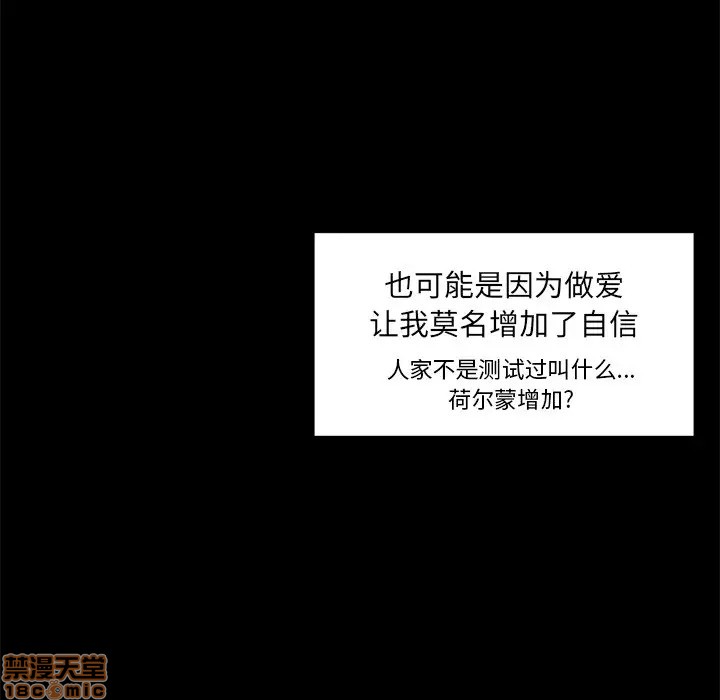 也可能是因为做爱
让我莫名增加了自信
人家不是测试过叫什么...
荷尔蒙增加?
禁漫天堂
18comic